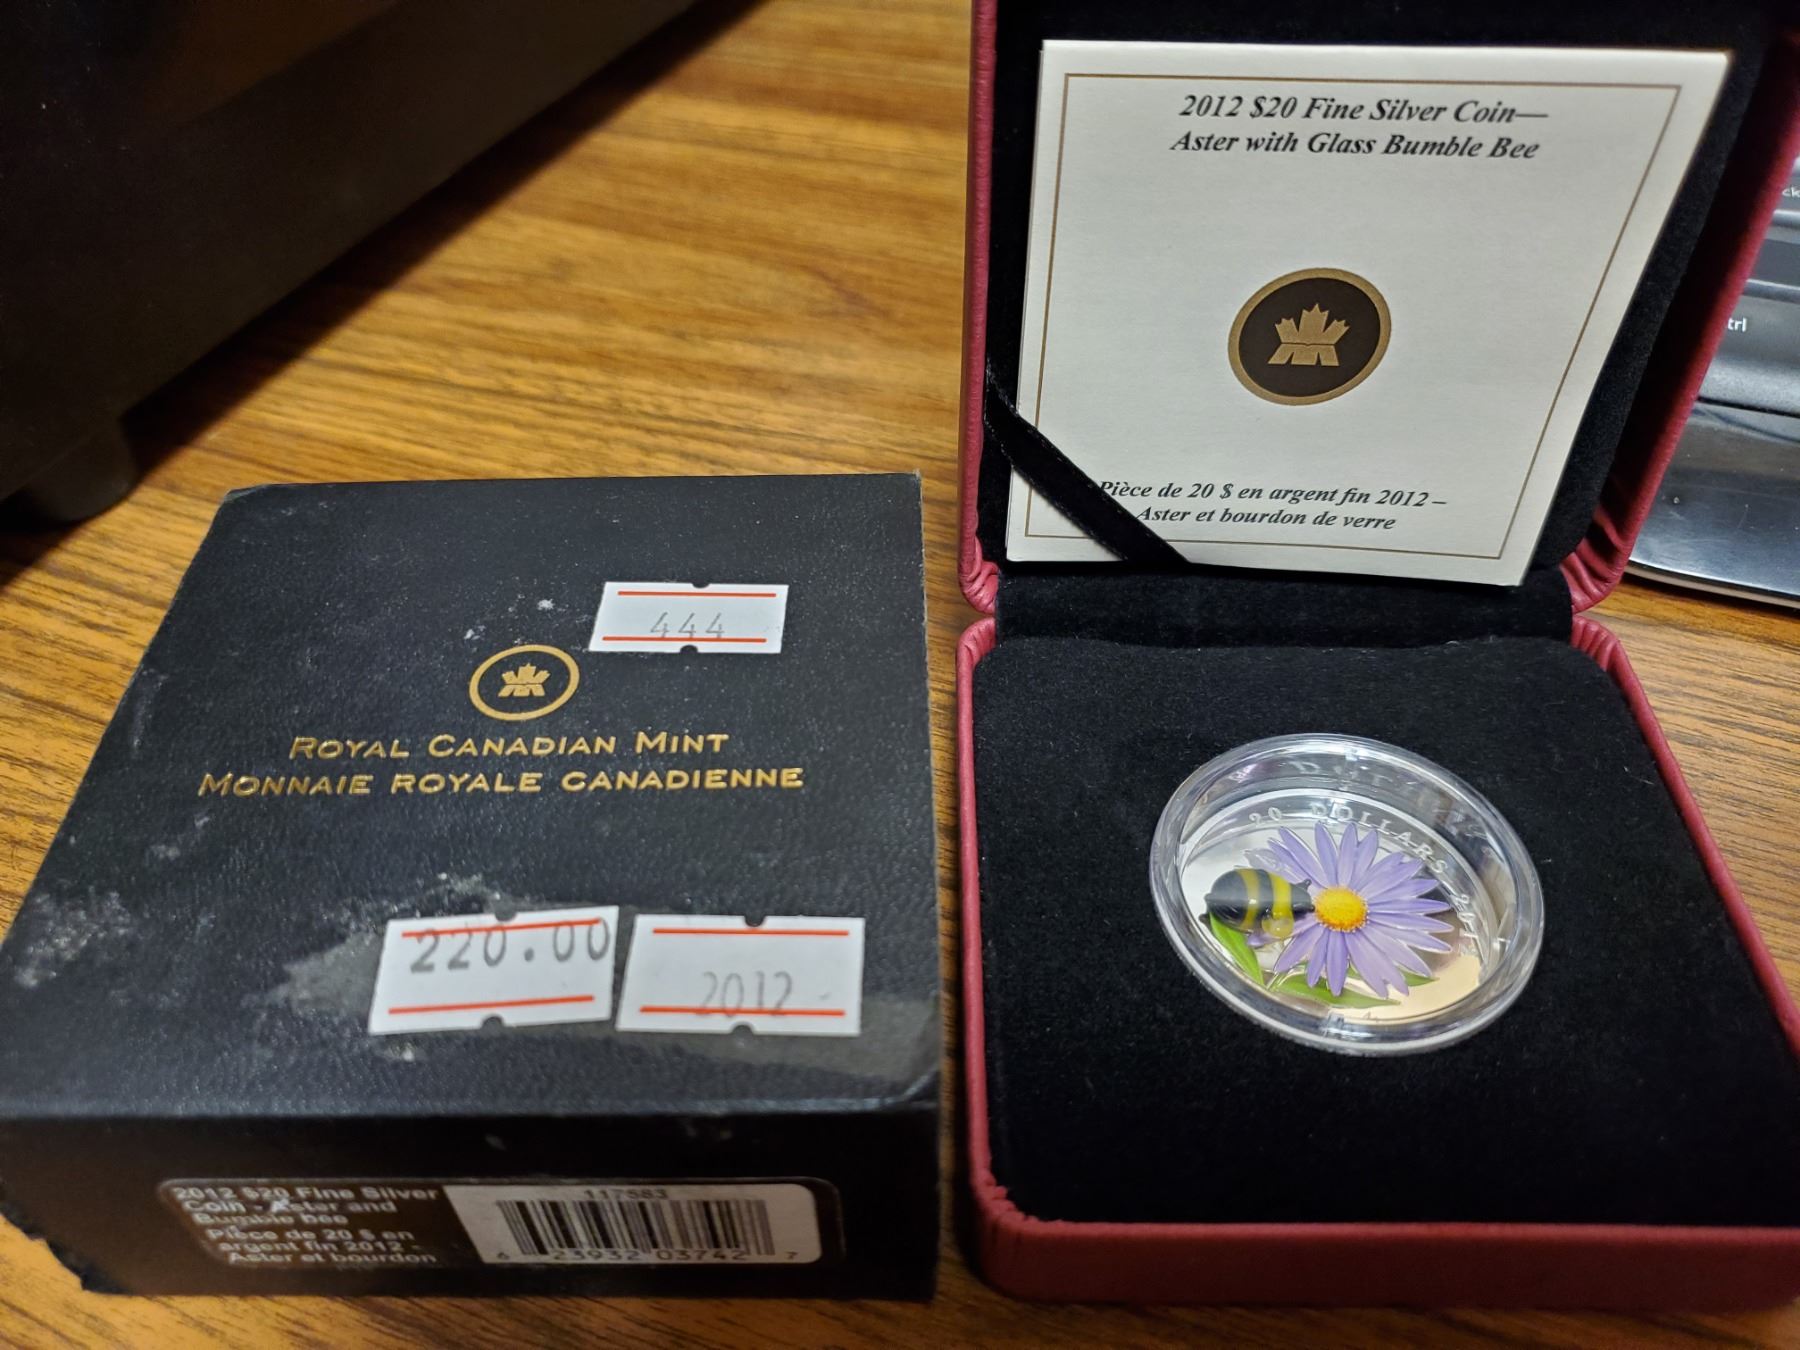 2012 $20 Fine Silver Coin—
Aster with Glass Bumble Bee
Pièce de 20 $ en argent fin 2012 –
Aster et bourdon de verre
444
ROYAL CANADIAN MINT
MONNAIE ROYALE CANADIENNE
220.00
2012
20 DOLLARS
2012 $20 Fine Silver
Coin - Aster and
Bumble bee
Pièce de 20 $ en
argent fin 2012 -
Aster et bourdon
117583
6 23932 03742 7
trl